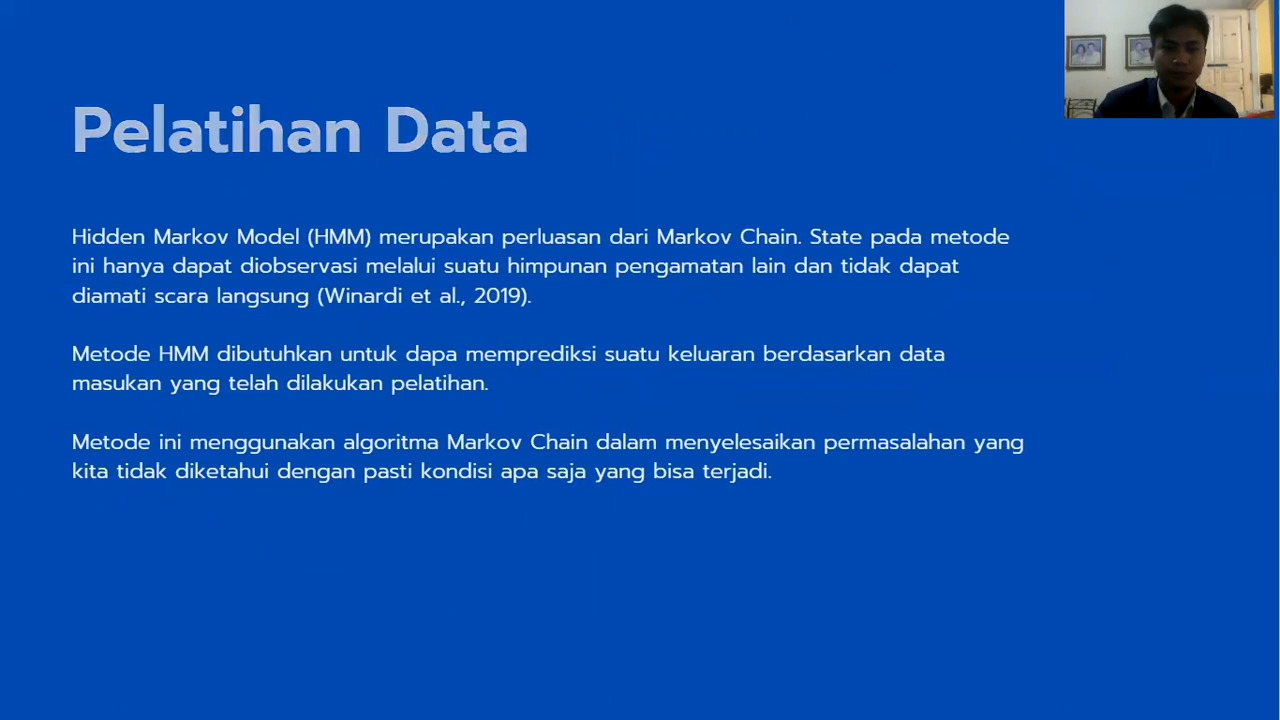 Pelatihan Data
Hidden Markov Model (HMM) merupakan perluasan dari Markov Chain. State pada metode
ini hanya dapat diobservasi melalui suatu himpunan pengamatan lain dan tidak dapat
diamati scara langsung (Winardi et al., 2019).
Metode HMM dibutuhkan untuk dapa memprediksi suatu keluaran berdasarkan data
masukan yang telah dilakukan pelatihan.
Metode ini menggunakan algoritma Markov Chain dalam menyelesaikan permasalahan yang
kita tidak diketahui dengan pasti kondisi apa saja yang bisa terjadi.